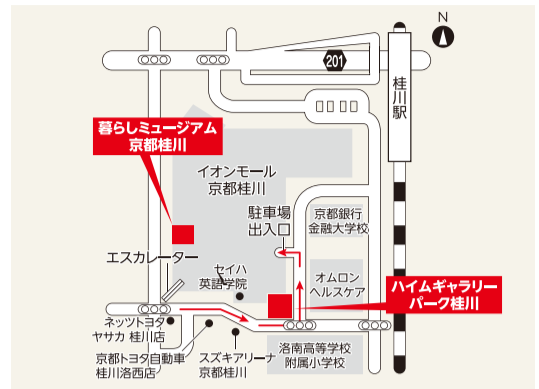 N
201
桂川駅
暮らしミュージアム
京都桂川
イオンモール
京都桂川
駐車場
出入口
京都銀行
金融大学校
エスカレーター
セイハ
英語学院
オムロン
ヘルスケア
ハイムギャラリー
パーク桂川
ネッツトヨタ
ヤサカ 桂川店
京都トヨタ自動車
桂川洛西店
スズキアリーナ
京都桂川
洛南高等学校
附属小学校